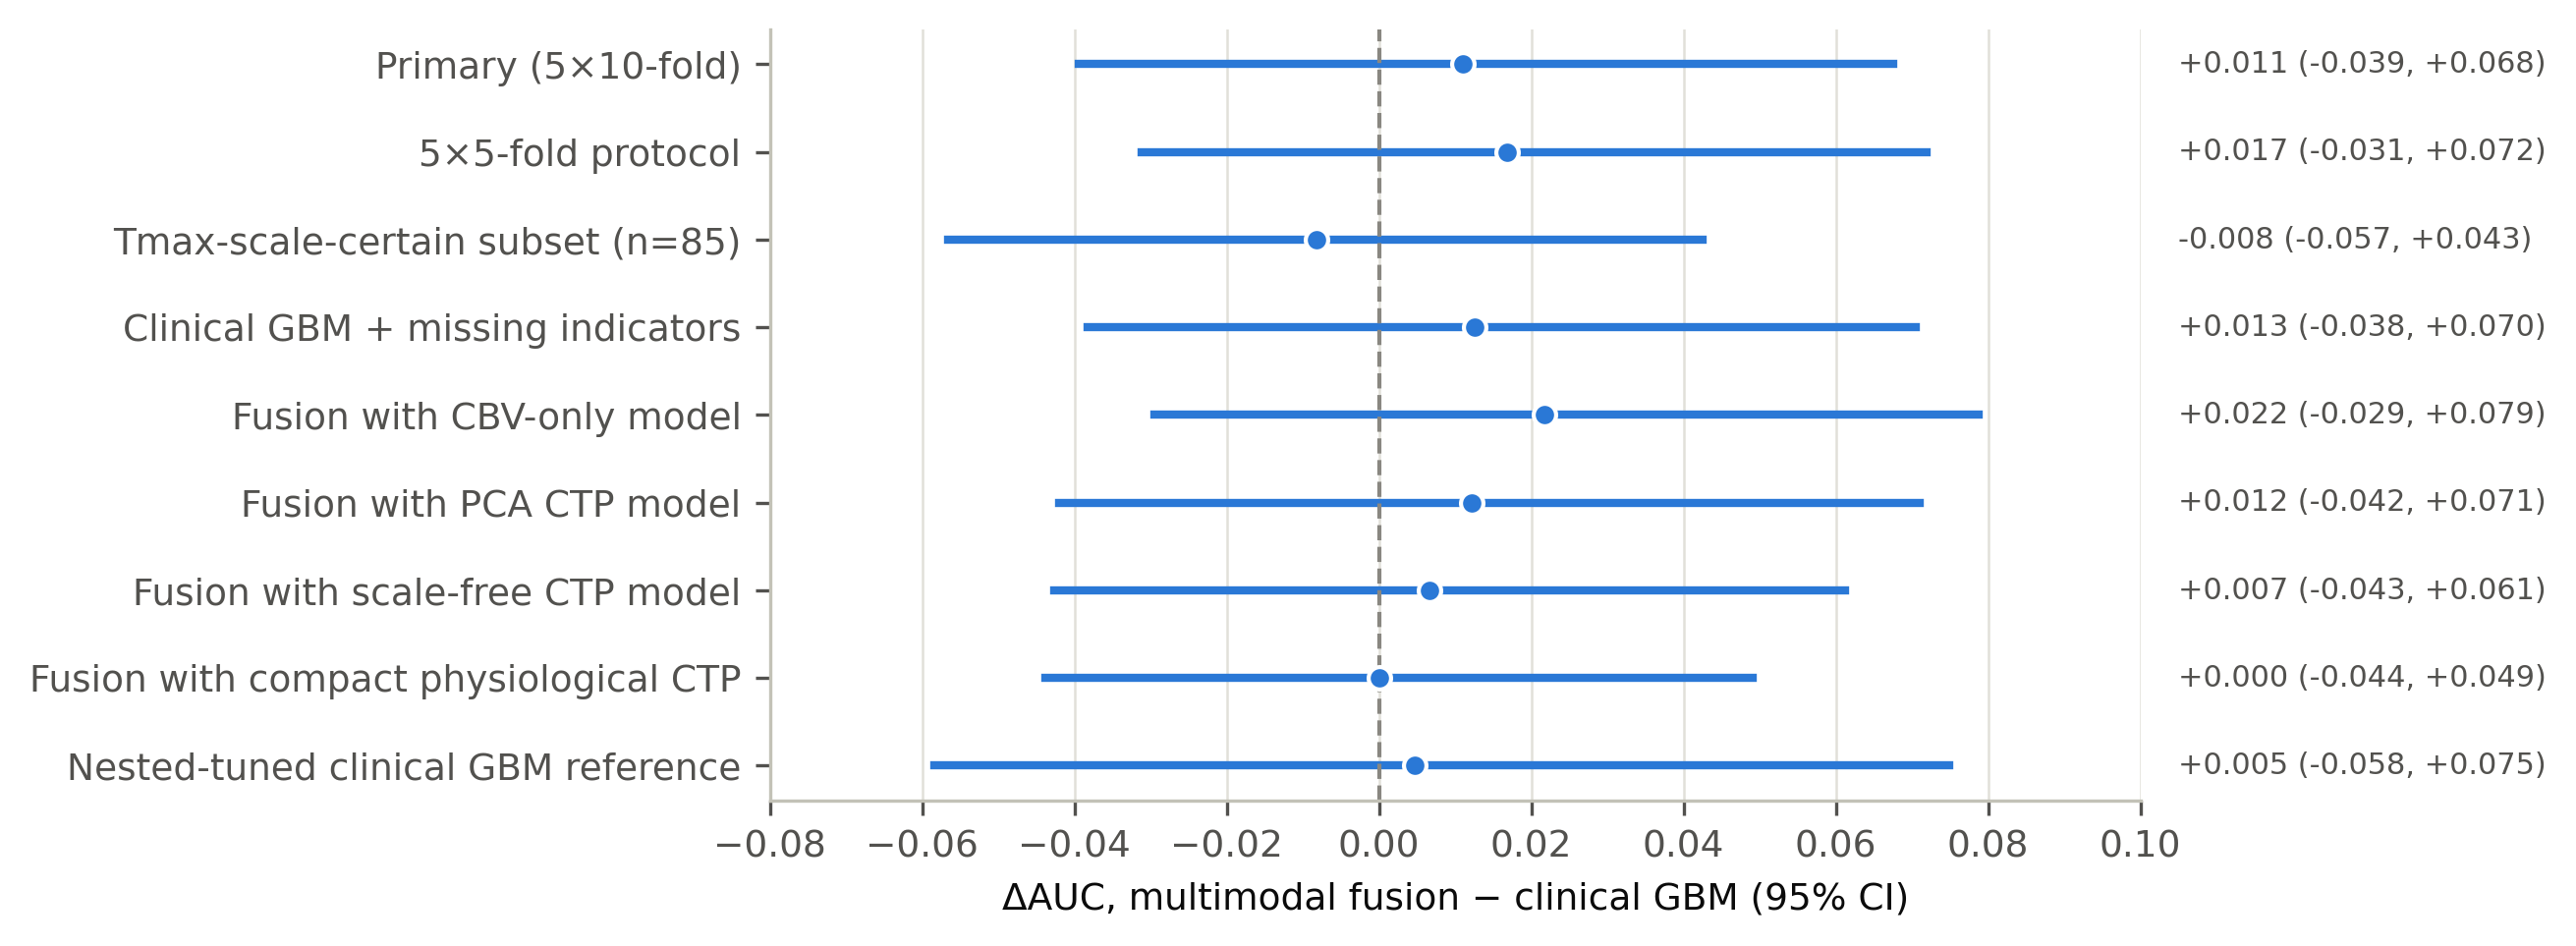 Primary (5×10-fold) +0.011 (-0.039, +0.068)
5×5-fold protocol +0.017 (-0.031, +0.072)
Tmax-scale-certain subset (n=85) -0.008 (-0.057, +0.043)
Clinical GBM + missing indicators +0.013 (-0.038, +0.070)
Fusion with CBV-only model +0.022 (-0.029, +0.079)
Fusion with PCA CTP model +0.012 (-0.042, +0.071)
Fusion with scale-free CTP model +0.007 (-0.043, +0.061)
Fusion with compact physiological CTP +0.000 (-0.044, +0.049)
Nested-tuned clinical GBM reference +0.005 (-0.058, +0.075)
−0.08 −0.06 −0.04 −0.02 0.00 0.02 0.04 0.06 0.08 0.10
ΔAUC, multimodal fusion − clinical GBM (95% CI)